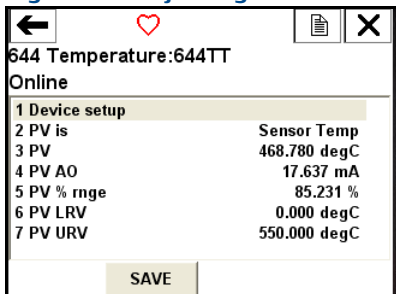 644 Temperature:644TT
Online
1 Device setup
2 PV is Sensor Temp
3 PV 468.780 degC
4 PV AO 17.637 mA
5 PV % rnge 85.231 %
6 PV LRV 0.000 degC
7 PV URV 550.000 degC
SAVE